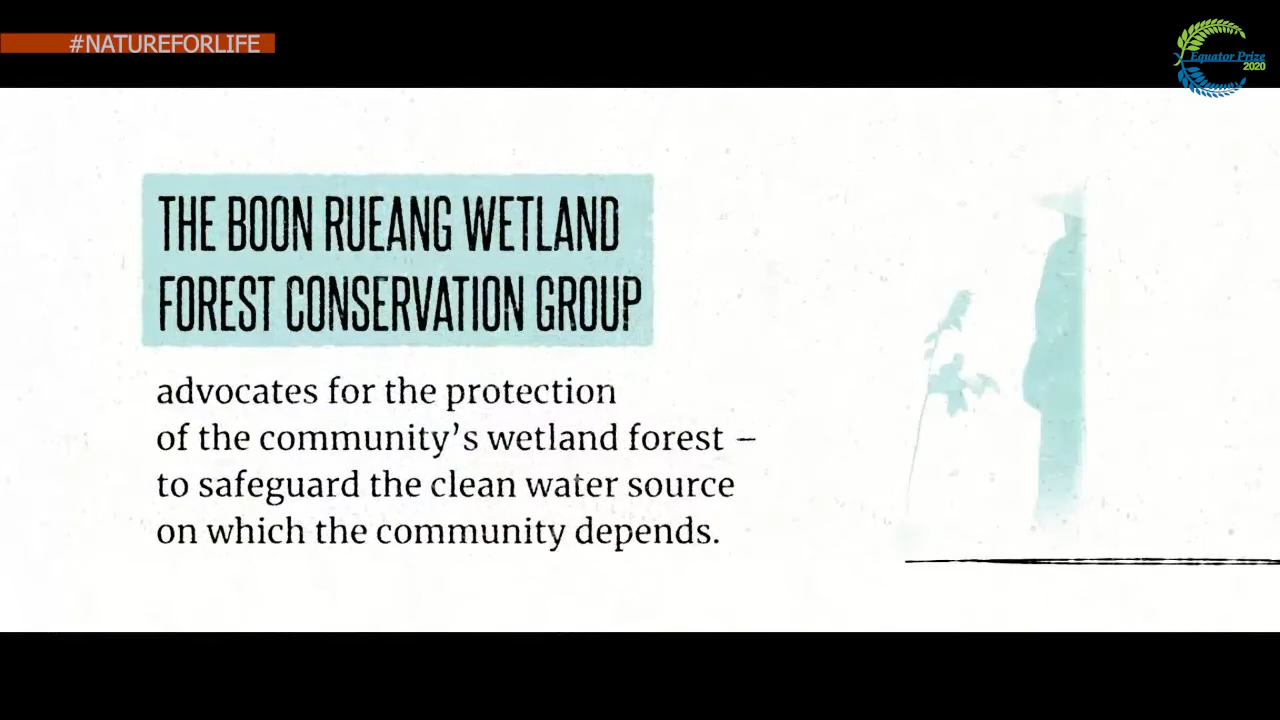 #NATUREFORLIFE
Equator Prize
2020
THE BOON RUEANG WETLAND
FOREST CONSERVATION GROUP
advocates for the protection
of the community’s wetland forest –
to safeguard the clean water source
on which the community depends.